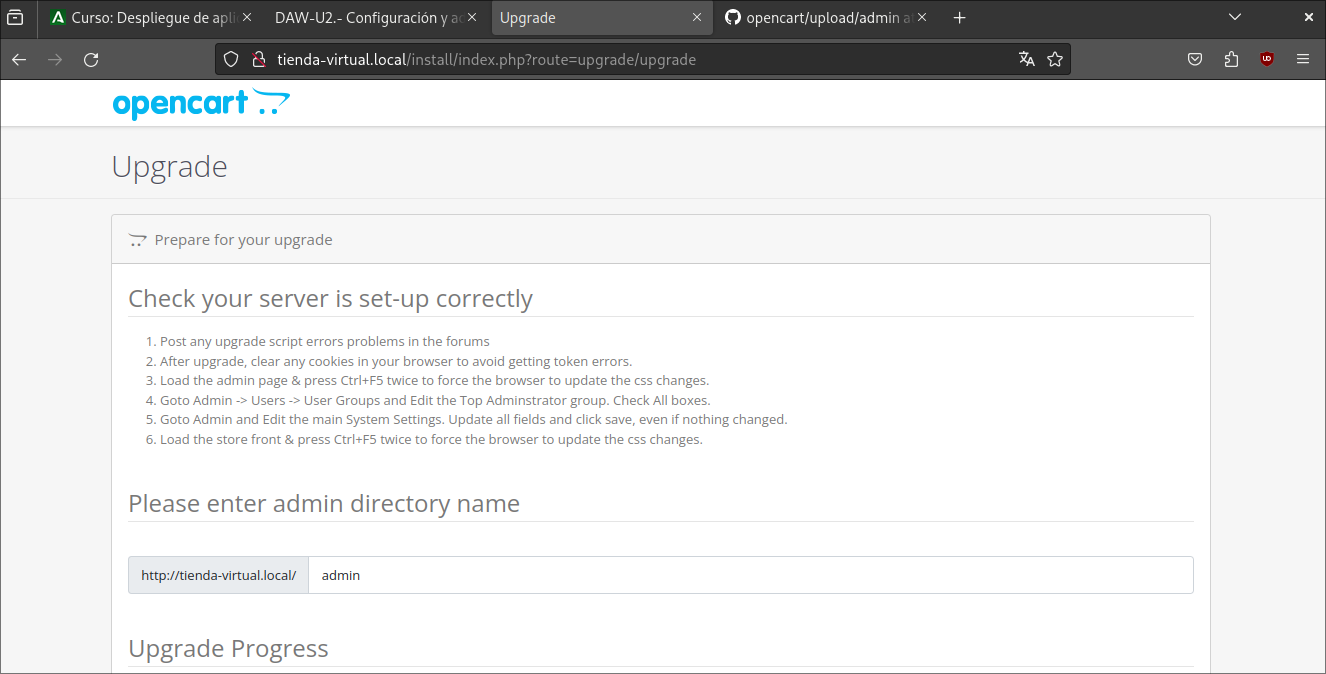 Curso: Despliegue de apli
DAW-U2.- Configuración y ad
Upgrade
opencart/upload/admin a
tienda-virtual.local/install/index.php?route=upgrade/upgrade
opencart
Upgrade
Prepare for your upgrade
Check your server is set-up correctly
1. Post any upgrade script errors problems in the forums
2. After upgrade, clear any cookies in your browser to avoid getting token errors.
3. Load the admin page & press Ctrl+F5 twice to force the browser to update the css changes.
4. Goto Admin -> Users -> User Groups and Edit the Top Adminstrator group. Check All boxes.
5. Goto Admin and Edit the main System Settings. Update all fields and click save, even if nothing changed.
6. Load the store front & press Ctrl+F5 twice to force the browser to update the css changes.
Please enter admin directory name
http://tienda-virtual.local/ admin
Upgrade Progress